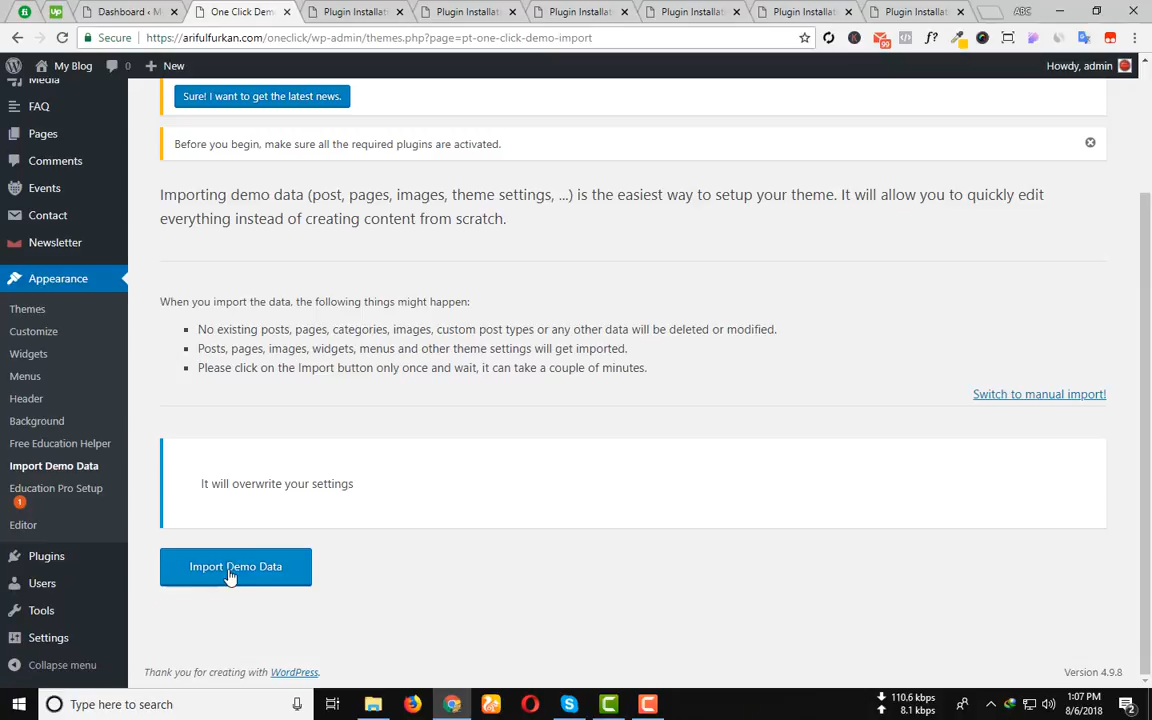 Dashboard ‹ M
One Click Dem
Plugin Installat
Plugin Installat
Plugin Installat
Plugin Installat
Plugin Installat
Plugin Installat
ABC
Secure
https://arifulfurkan.com/oneclick/wp-admin/themes.php?page=pt-one-click-demo-import
99
f?
My Blog
0
New
Howdy, admin
Media
FAQ
Pages
Comments
Events
Contact
Newsletter
Appearance
Themes
Customize
Widgets
Menus
Header
Background
Free Education Helper
Import Demo Data
Education Pro Setup
1
Editor
Plugins
Users
Tools
Settings
Collapse menu
Sure! I want to get the latest news.
Before you begin, make sure all the required plugins are activated.
Importing demo data (post, pages, images, theme settings, ...) is the easiest way to setup your theme. It will allow you to quickly edit
everything instead of creating content from scratch.
When you import the data, the following things might happen:
No existing posts, pages, categories, images, custom post types or any other data will be deleted or modified.
Posts, pages, images, widgets, menus and other theme settings will get imported.
Please click on the Import button only once and wait, it can take a couple of minutes.
Switch to manual import!
It will overwrite your settings
Import Demo Data
Thank you for creating with WordPress.
Version 4.9.8
Type here to search
110.6 kbps
8.1 kbps
1:07 PM
8/6/2018
2